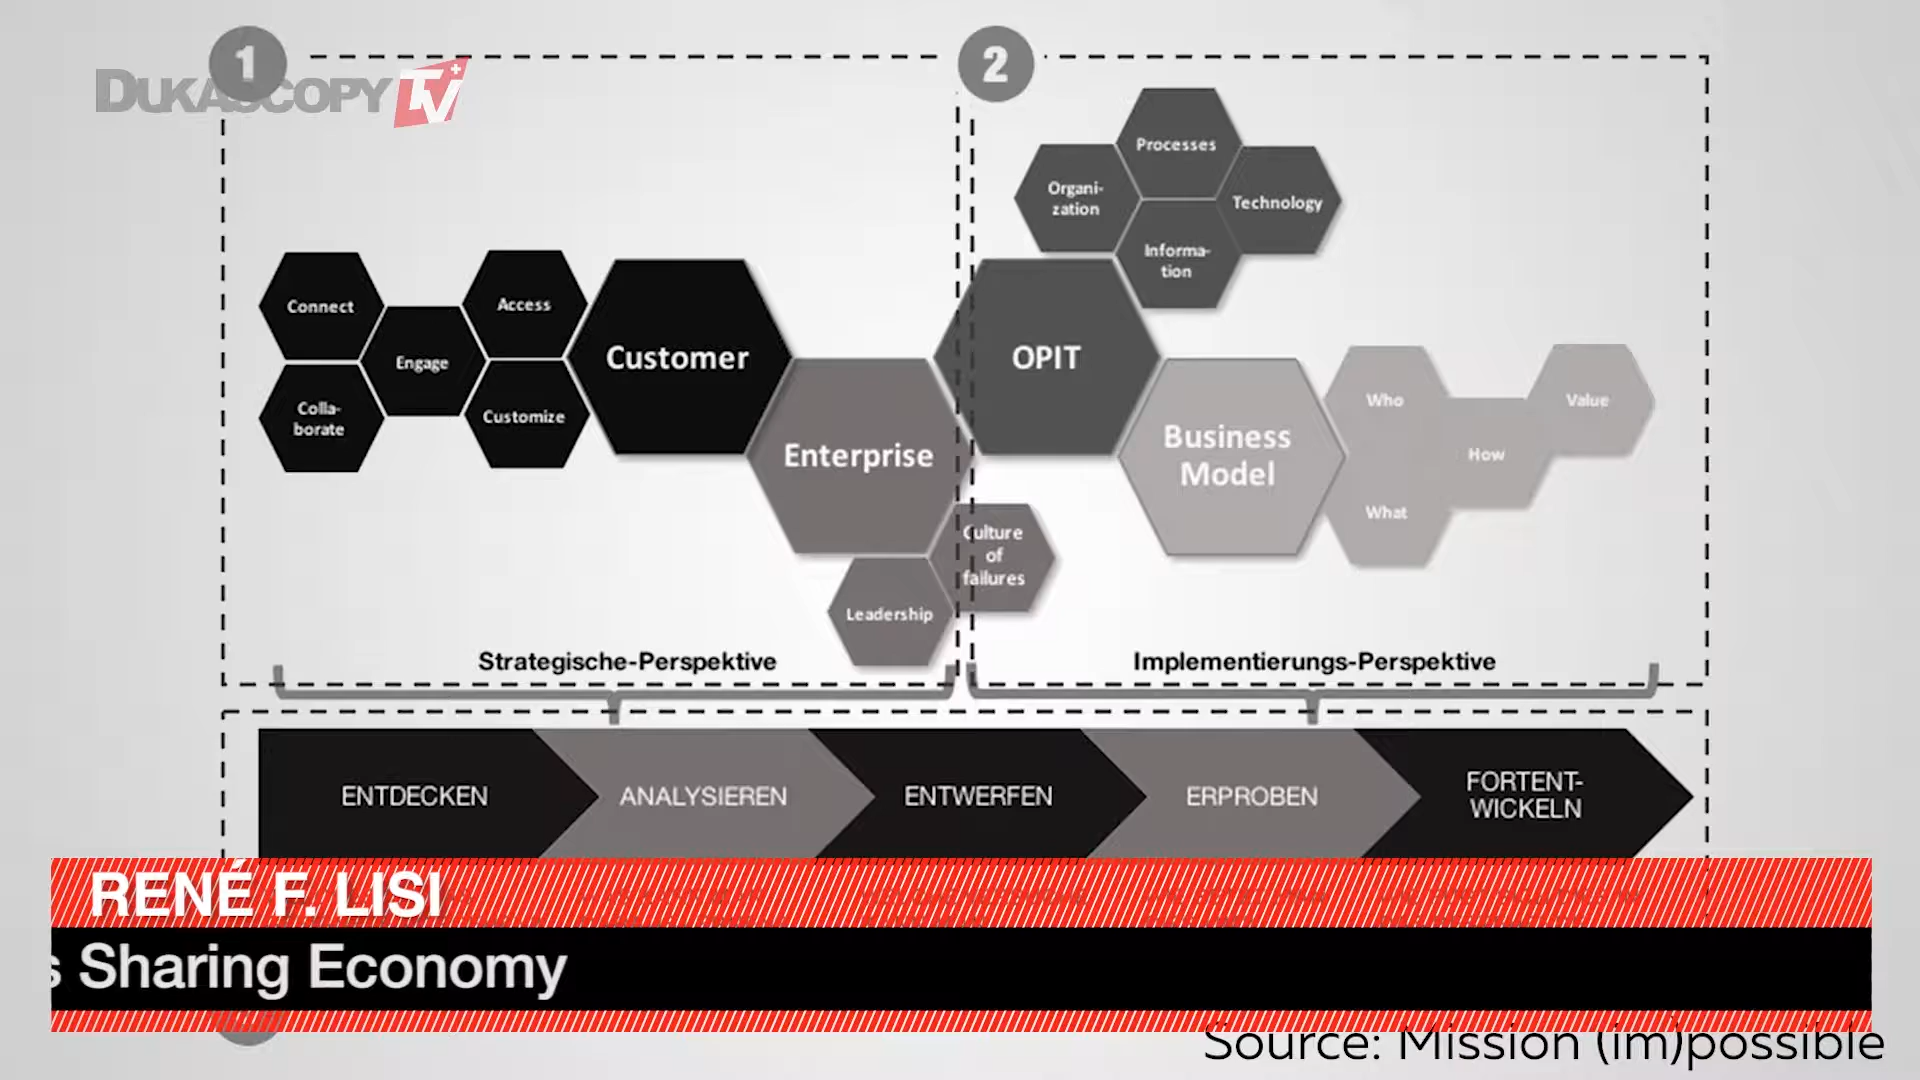 1
2
DUKASCOPY TV
Processes
Organi-
zation
Technology
Informa-
tion
Connect
Access
Engage
Colla-
borate
Customize
Customer
Enterprise
OPIT
Business
Model
Who
Value
How
What
Culture
of
failures
Leadership
Strategische-Perspektive
Implementierungs-Perspektive
ENTDECKEN
ANALYSIEREN
ENTWERFEN
ERPROBEN
FORTENT-
WICKELN
RENÉ F. LISI
s Sharing Economy
Source: Mission (im)possible